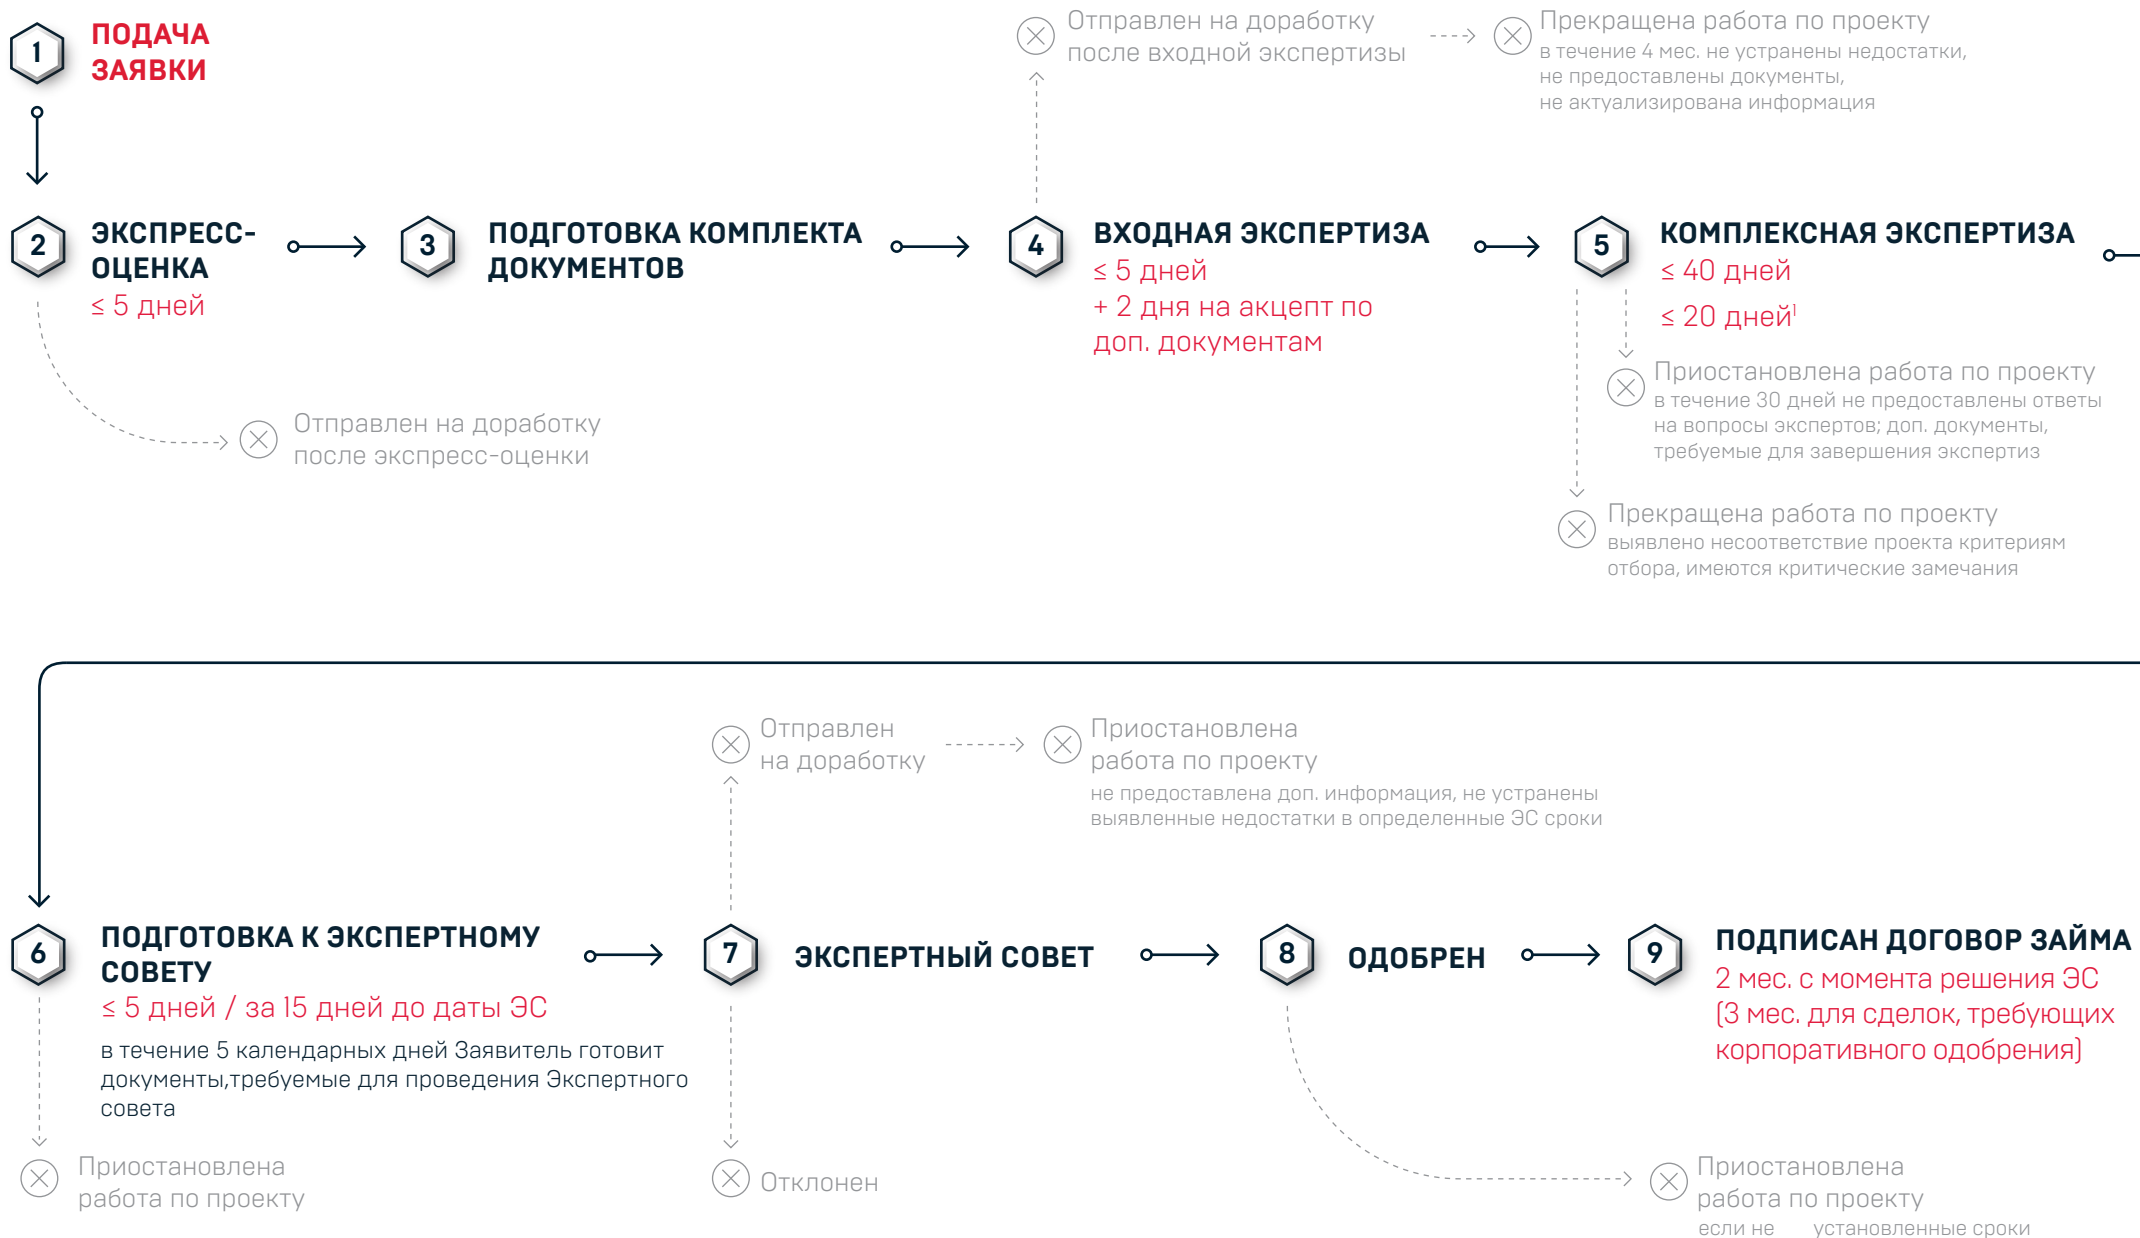 1
ПОДАЧА
ЗАЯВКИ
Отправлен на доработку
после входной экспертизы
Прекращена работа по проекту
в течение 4 мес. не устранены недостатки,
не предоставлены документы,
не актуализирована информация
2
ЭКСПРЕСС-
ОЦЕНКА
≤ 5 дней
3
ПОДГОТОВКА КОМПЛЕКТА
ДОКУМЕНТОВ
4
ВХОДНАЯ ЭКСПЕРТИЗА
≤ 5 дней
+ 2 дня на акцепт по
доп. документам
5
КОМПЛЕКСНАЯ ЭКСПЕРТИЗА
≤ 40 дней
≤ 20 дней¹
Отправлен на доработку
после экспресс-оценки
Приостановлена работа по проекту
в течение 30 дней не предоставлены ответы
на вопросы экспертов; доп. документы,
требуемые для завершения экспертиз
Прекращена работа по проекту
выявлено несоответствие проекта критериям
отбора, имеются критические замечания
Отправлен
на доработку
Приостановлена
работа по проекту
не предоставлена доп. информация, не устранены
выявленные недостатки в определенные ЭС сроки
6
ПОДГОТОВКА К ЭКСПЕРТНОМУ
СОВЕТУ
≤ 5 дней / за 15 дней до даты ЭС
в течение 5 календарных дней Заявитель готовит
документы,требуемые для проведения Экспертного
совета
7
ЭКСПЕРТНЫЙ СОВЕТ
8
ОДОБРЕН
9
ПОДПИСАН ДОГОВОР ЗАЙМА
2 мес. с момента решения ЭС
(3 мес. для сделок, требующих
корпоративного одобрения)
Приостановлена
работа по проекту
Отклонен
Приостановлена
работа по проекту
если не установленные сроки